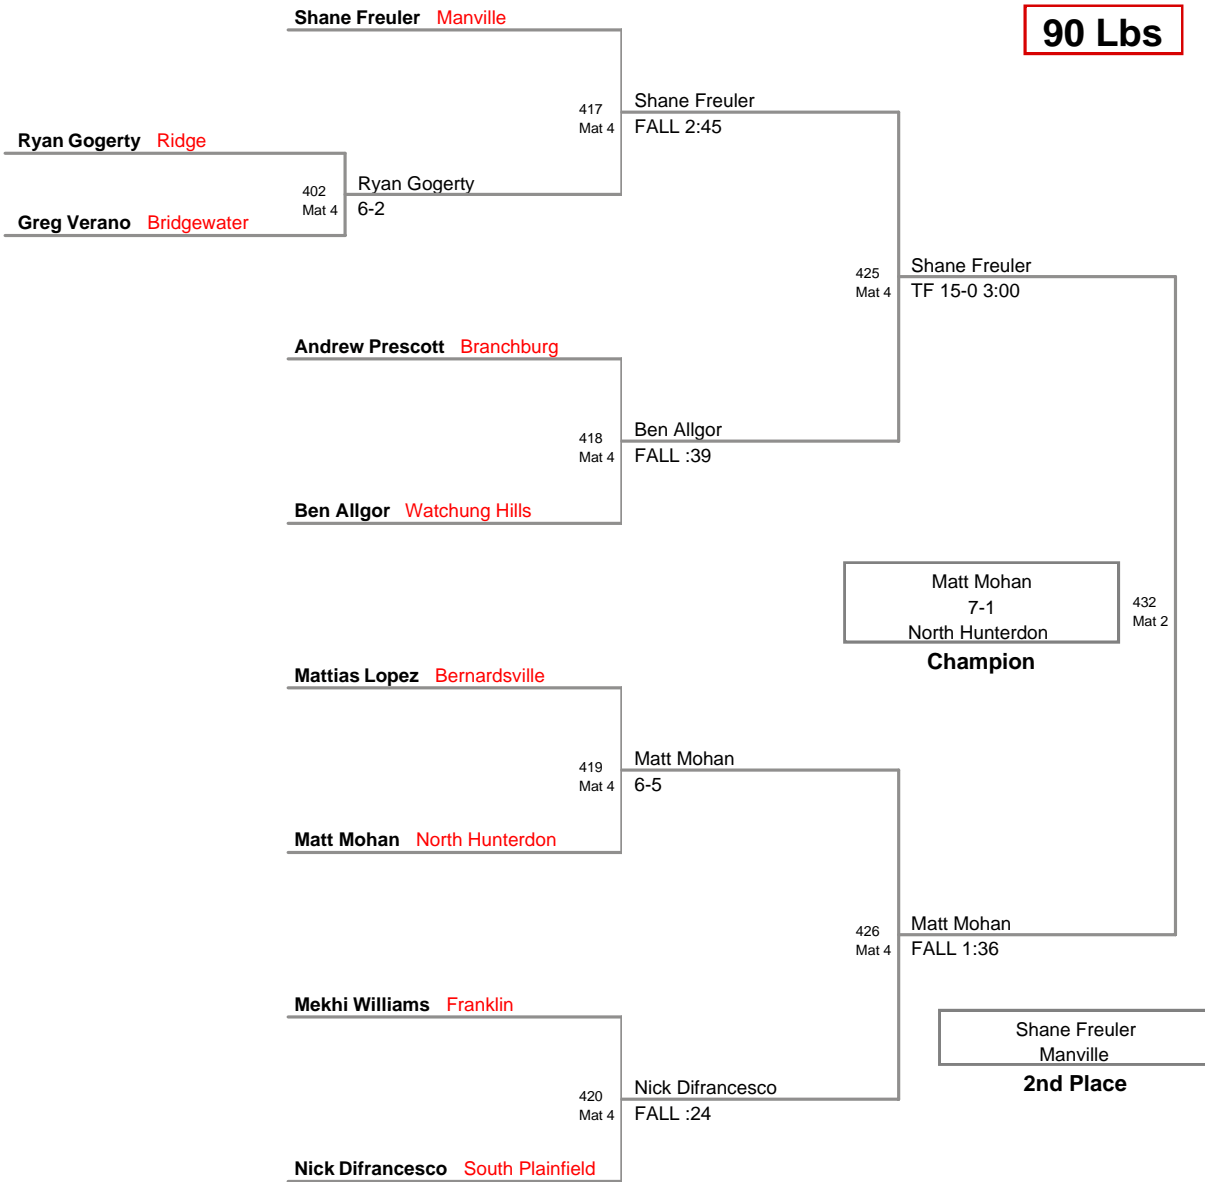 Shane Freuler Manville
90 Lbs
417
Mat 4
Shane Freuler
FALL 2:45
Ryan Gogerty Ridge
402
Mat 4
Ryan Gogerty
6-2
Greg Verano Bridgewater
425
Mat 4
Shane Freuler
TF 15-0 3:00
Andrew Prescott Branchburg
418
Mat 4
Ben Allgor
FALL :39
Ben Allgor Watchung Hills
Matt Mohan
7-1
North Hunterdon
Champion
432
Mat 2
Mattias Lopez Bernardsville
419
Mat 4
Matt Mohan
6-5
Matt Mohan North Hunterdon
426
Mat 4
Matt Mohan
FALL 1:36
Mekhi Williams Franklin
Shane Freuler
Manville
2nd Place
420
Mat 4
Nick Difrancesco
FALL :24
Nick Difrancesco South Plainfield